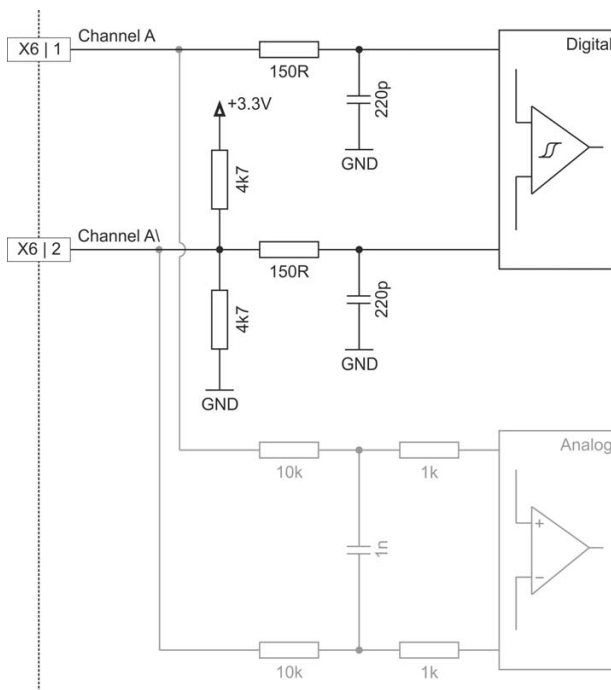 X6 | 1
Channel A
Digital
150R
220p
GND
+3.3V
4k7
X6 | 2
Channel A\
150R
220p
GND
4k7
GND
Analog
10k
1k
1n
+
−
10k
1k